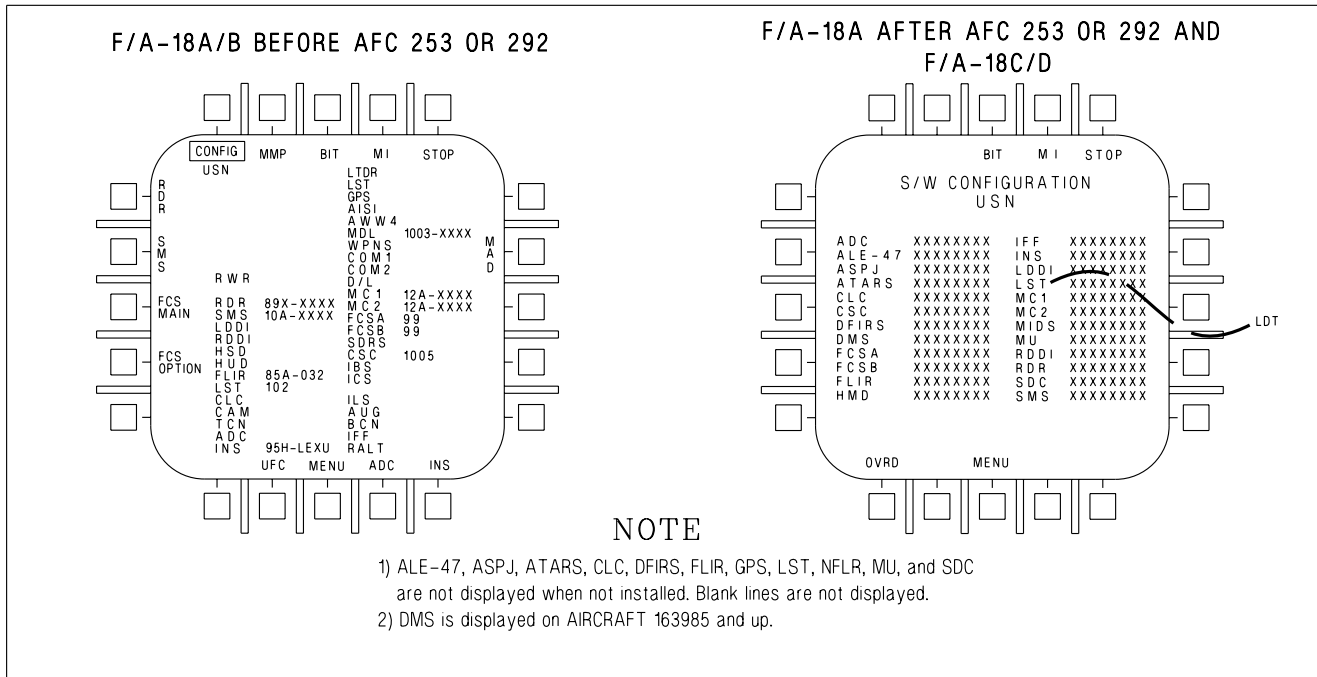 F/A-18A/B BEFORE AFC 253 OR 292
CONFIG MMP BIT MI STOP
USN
RDR
SMS
FCS MAIN
FCS OPTION
MAD
RWR
RDR 89X-XXXX
SMS 10A-XXXX
LDDI
RDDI
HSD
HUD
FLIR 85A-032
LST 102
CLC
CAM
TCN
ADC
INS 95H-LEXU
LTDR
LST
GPS
AISI
AWW4
MDL 1003-XXXX
WPNS
COM1
COM2
D/L
MC1 12A-XXXX
MC2 12A-XXXX
FCSA 99
FCSB 99
SDRS
CSC 1005
IBS
ICS
ILS
AUG
BCN
IFF
RALT
UFC MENU ADC INS
F/A-18A AFTER AFC 253 OR 292 AND
F/A-18C/D
BIT MI STOP
S/W CONFIGURATION
USN
ADC XXXXXXXX
ALE-47 XXXXXXXX
ASPJ XXXXXXXX
ATARS XXXXXXXX
CLC XXXXXXXX
CSC XXXXXXXX
DFIRS XXXXXXXX
DMS XXXXXXXX
FCSA XXXXXXXX
FCSB XXXXXXXX
FLIR XXXXXXXX
HMD XXXXXXXX
IFF XXXXXXXX
INS XXXXXXXX
LDDI XXXXXXXX
LST XXXXXXXX
MC1 XXXXXXXX
MC2 XXXXXXXX
MIDS XXXXXXXX
MU XXXXXXXX
RDDI XXXXXXXX
RDR XXXXXXXX
SDC XXXXXXXX
SMS XXXXXXXX
LDT
OVRD MENU
NOTE
1) ALE-47, ASPJ, ATARS, CLC, DFIRS, FLIR, GPS, LST, NFLR, MU, and SDC
are not displayed when not installed. Blank lines are not displayed.
2) DMS is displayed on AIRCRAFT 163985 and up.